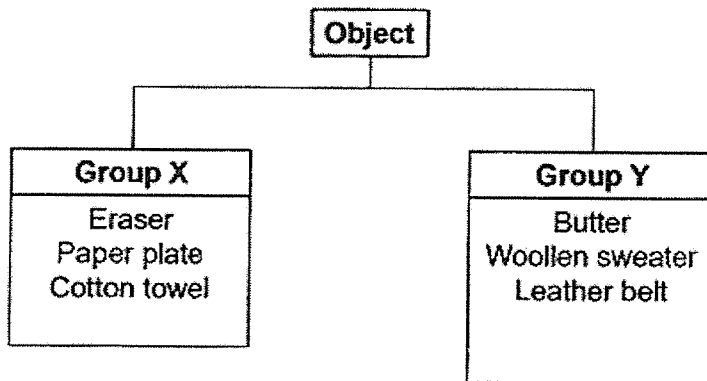 Object
Group X
Eraser
Paper plate
Cotton towel
Group Y
Butter
Woollen sweater
Leather belt